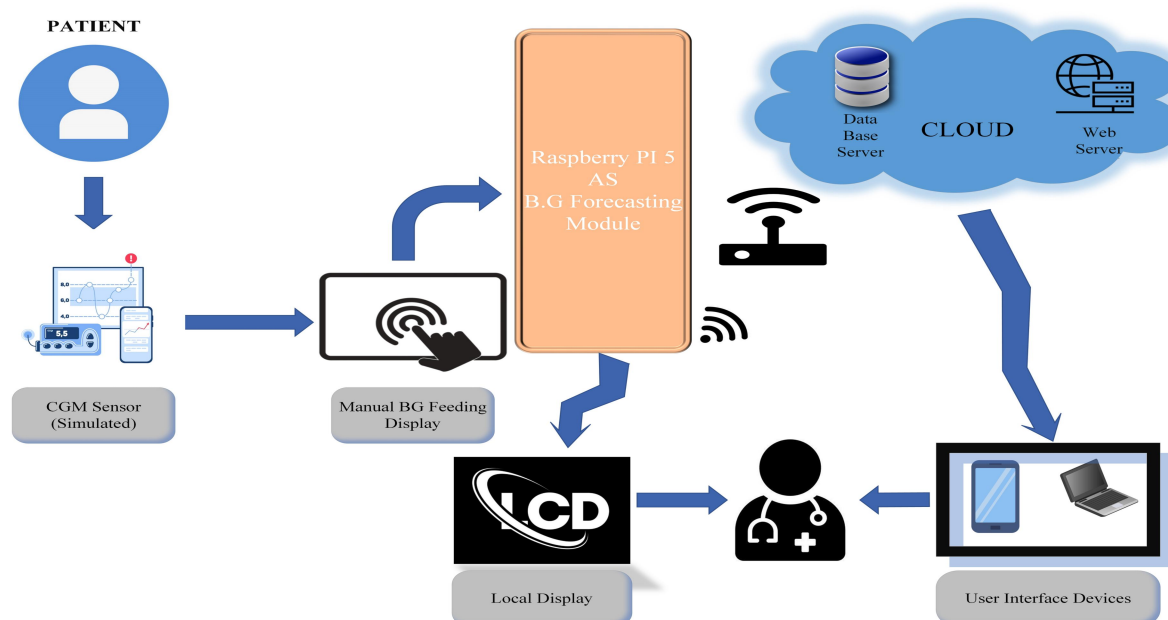 PATIENT
8,0
6,0
4,0
!
5,5
CGM Sensor
(Simulated)
Manual BG Feeding
Display
Raspberry PI 5
AS
B.G Forecasting
Module
Data
Base
Server
CLOUD
Web
Server
LCD
Local Display
User Interface Devices